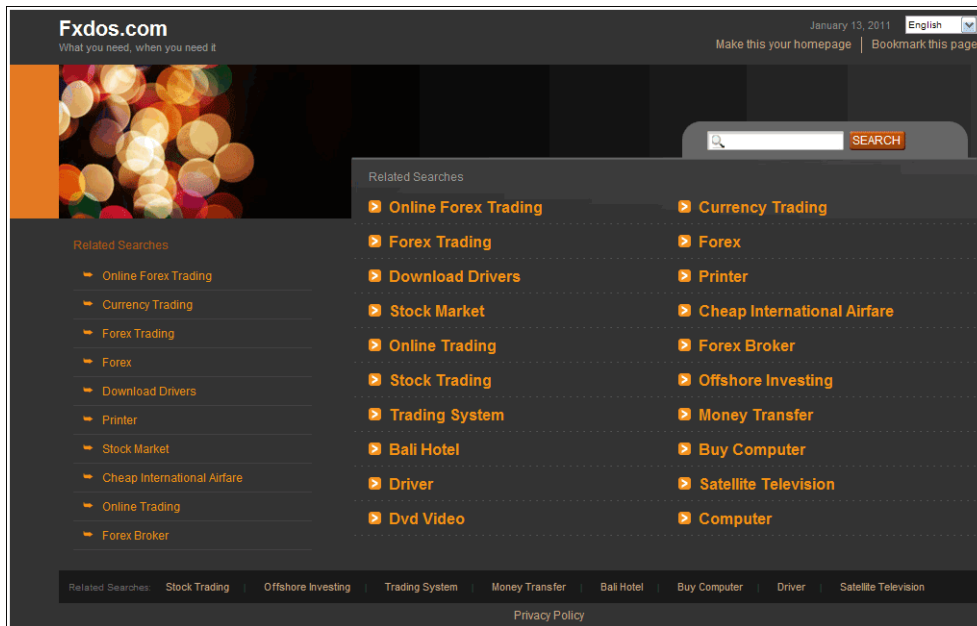 Fxdos.com
What you need, when you need it
January 13, 2011 English
Make this your homepage | Bookmark this page
SEARCH
Related Searches
Online Forex Trading
Currency Trading
Forex Trading
Forex
Download Drivers
Printer
Stock Market
Cheap International Airfare
Online Trading
Forex Broker
Stock Trading
Offshore Investing
Trading System
Money Transfer
Bali Hotel
Buy Computer
Driver
Satellite Television
Dvd Video
Computer
Related Searches
Online Forex Trading
Currency Trading
Forex Trading
Forex
Download Drivers
Printer
Stock Market
Cheap International Airfare
Online Trading
Forex Broker
Related Searches: Stock Trading | Offshore Investing | Trading System | Money Transfer | Bali Hotel | Buy Computer | Driver | Satellite Television
Privacy Policy